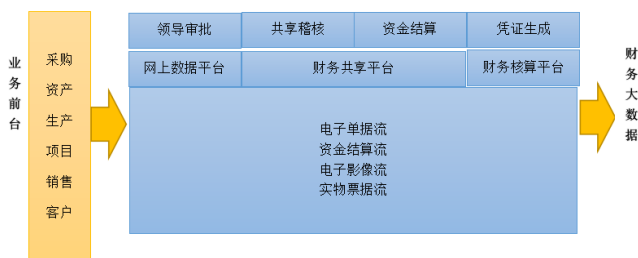 业务前台
采购
资产
生产
项目
销售
客户
领导审批 共享稽核 资金结算 凭证生成
网上数据平台 财务共享平台 财务核算平台
电子单据流
资金结算流
电子影像流
实物票据流
财务大数据